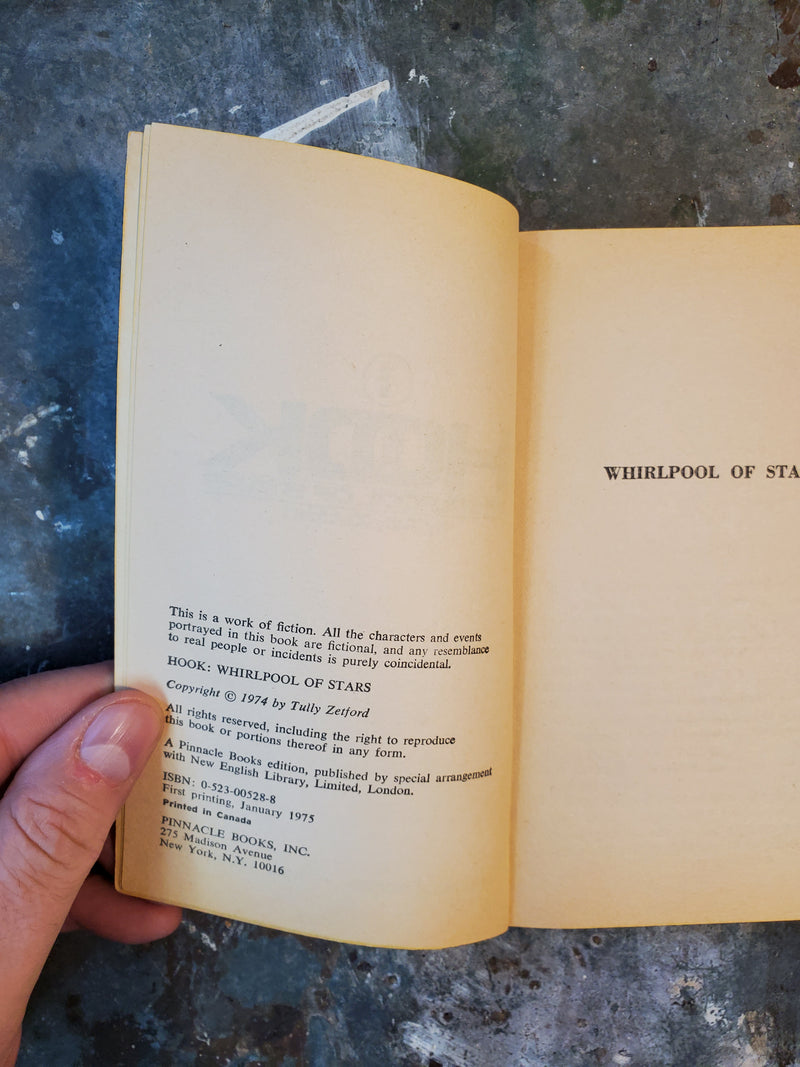 This is a work of fiction. All the characters and events
portrayed in this book are fictional, and any resemblance
to real people or incidents is purely coincidental.
HOOK: WHIRLPOOL OF STARS
Copyright © 1974 by Tully Zetford
All rights reserved, including the right to reproduce
this book or portions thereof in any form.
A Pinnacle Books edition, published by special arrangement
with New English Library, Limited, London.
ISBN: 0-523-00528-8
First printing, January 1975
Printed in Canada
PINNACLE BOOKS, INC.
275 Madison Avenue
New York, N.Y. 10016
WHIRLPOOL OF STA